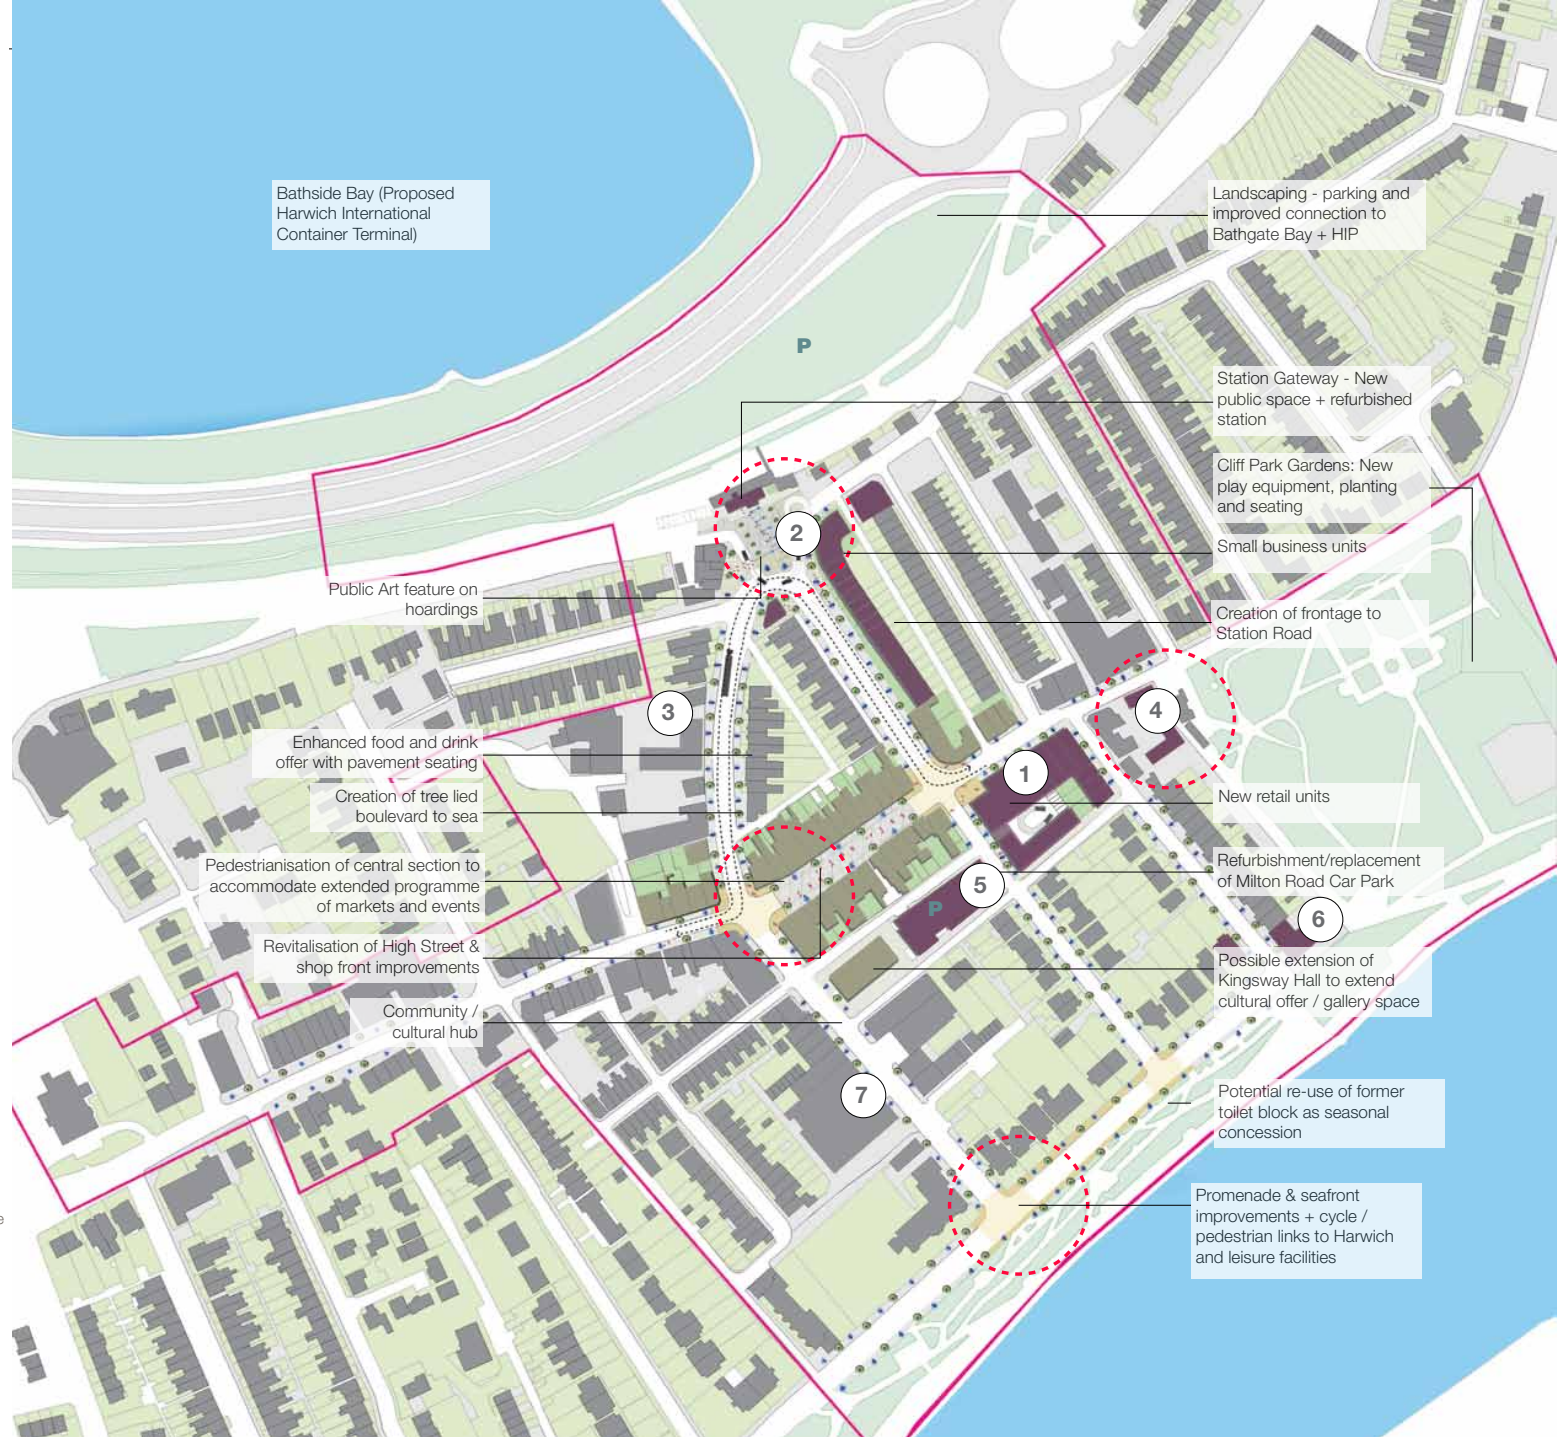 Bathside Bay (Proposed
Harwich International
Container Terminal)
Landscaping - parking and
improved connection to
Bathgate Bay + HIP
P
Station Gateway - New
public space + refurbished
station
Cliff Park Gardens: New
play equipment, planting
and seating
2
Small business units
Public Art feature on
hoardings
Creation of frontage to
Station Road
3
4
Enhanced food and drink
offer with pavement seating
1
Creation of tree lied
boulevard to sea
New retail units
Pedestrianisation of central section to
accommodate extended programme
of markets and events
Refurbishment/replacement
of Milton Road Car Park
5
P
6
Revitalisation of High Street &
shop front improvements
Possible extension of
Kingsway Hall to extend
cultural offer / gallery space
Community /
cultural hub
7
Potential re-use of former
toilet block as seasonal
concession
Promenade & seafront
improvements + cycle /
pedestrian links to Harwich
and leisure facilities
e